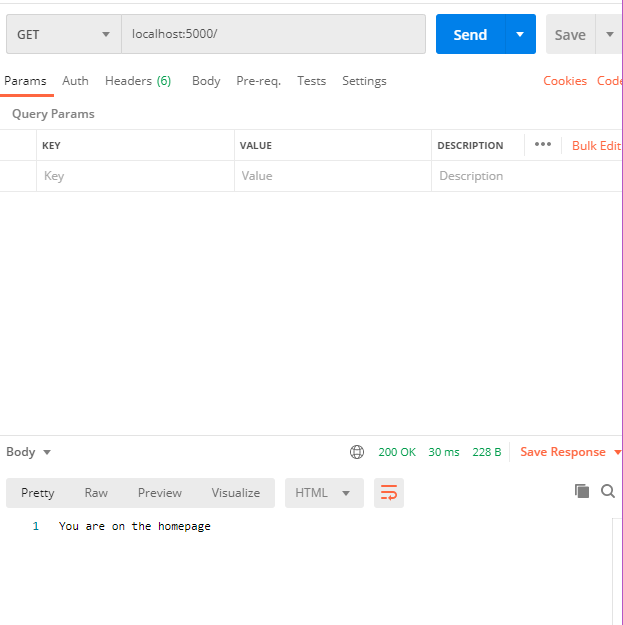 GET localhost:5000/ Send Save
Params Auth Headers (6) Body Pre-req. Tests Settings Cookies Code
Query Params
KEY VALUE DESCRIPTION ••• Bulk Edit
Key Value Description
Body 200 OK 30 ms 228 B Save Response
Pretty Raw Preview Visualize HTML
1 You are on the homepage